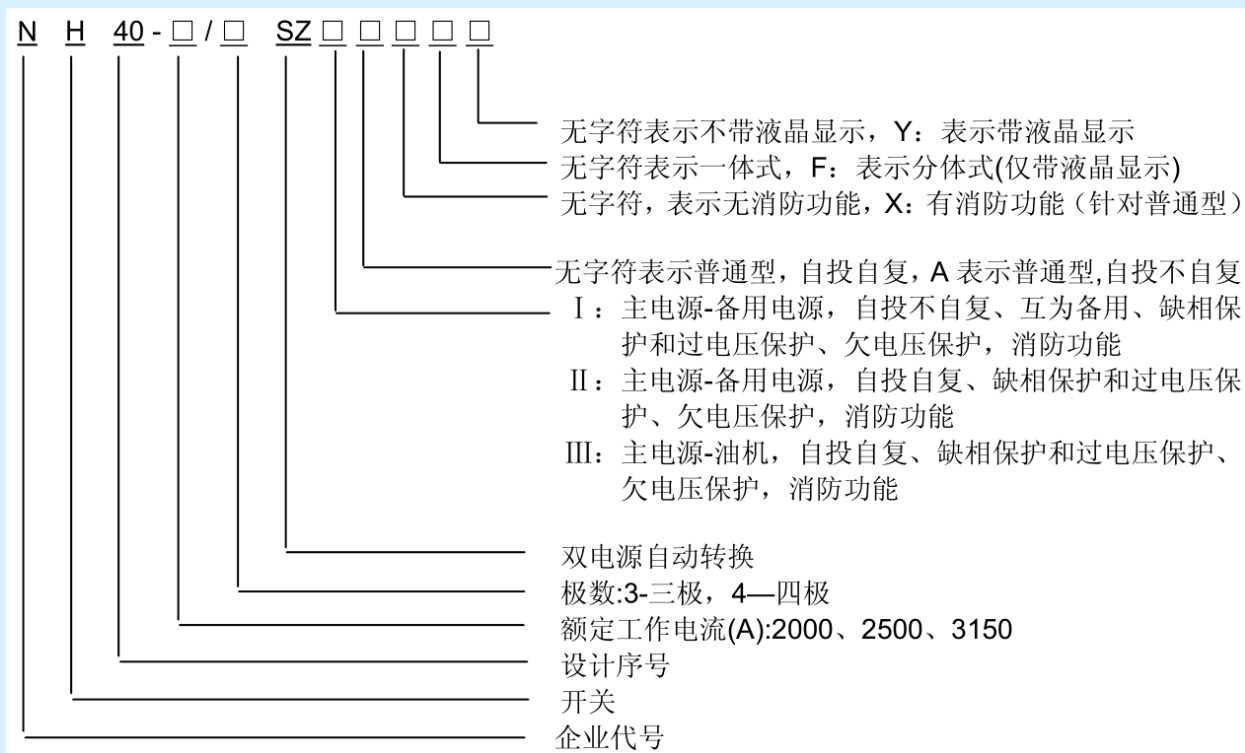 N H 40 - □ / □ SZ □ □ □ □ □
无字符表示不带液晶显示，Y：表示带液晶显示
无字符表示一体式，F：表示分体式(仅带液晶显示)
无字符，表示无消防功能，X：有消防功能（针对普通型）
无字符表示普通型，自投自复，A 表示普通型,自投不自复
Ⅰ：主电源-备用电源，自投不自复、互为备用、缺相保
护和过电压保护、欠电压保护，消防功能
Ⅱ：主电源-备用电源，自投自复、缺相保护和过电压保
护、欠电压保护，消防功能
Ⅲ：主电源-油机，自投自复、缺相保护和过电压保护、
欠电压保护，消防功能
双电源自动转换
极数:3-三极，4—四极
额定工作电流(A):2000、2500、3150
设计序号
开关
企业代号